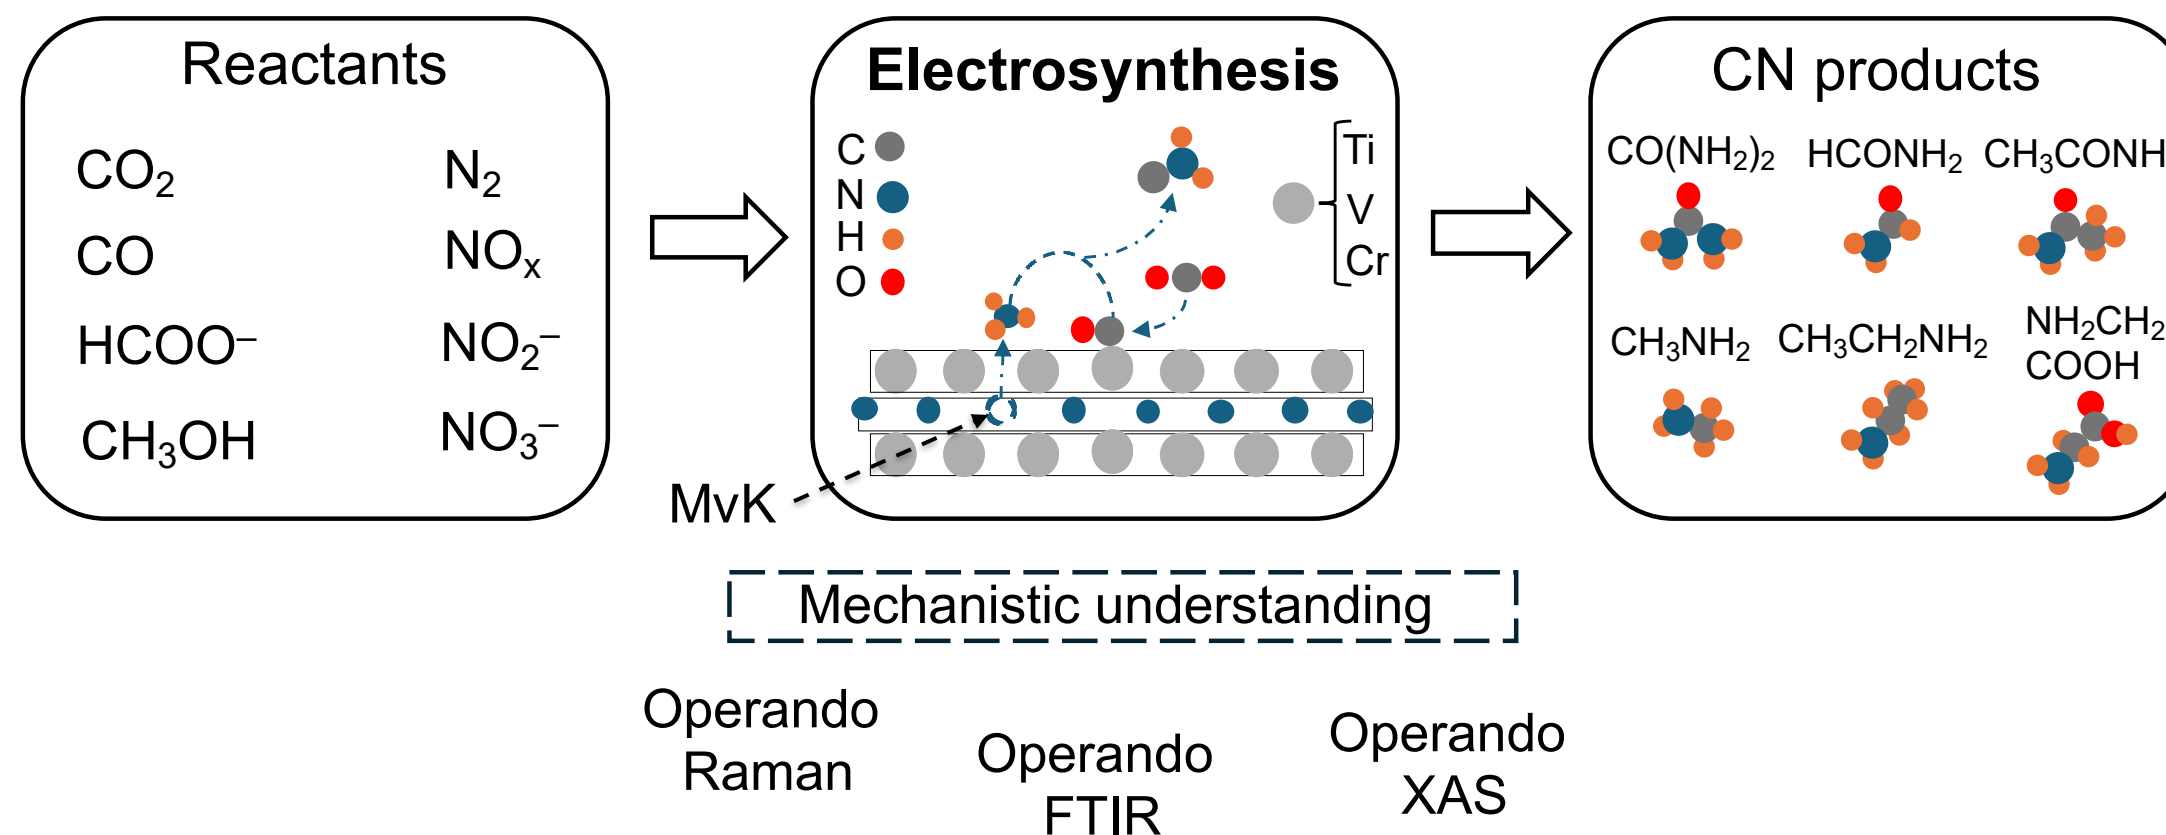 Reactants
CO₂ N₂
CO NOₓ
HCOO⁻ NO₂⁻
CH₃OH NO₃⁻
Electrosynthesis
C
N
H
O
Ti
V
Cr
MvK
CN products
CO(NH₂)₂ HCONH₂ CH₃CONH
CH₃NH₂ CH₃CH₂NH₂ NH₂CH₂
COOH
Mechanistic understanding
Operando
Raman
Operando
FTIR
Operando
XAS